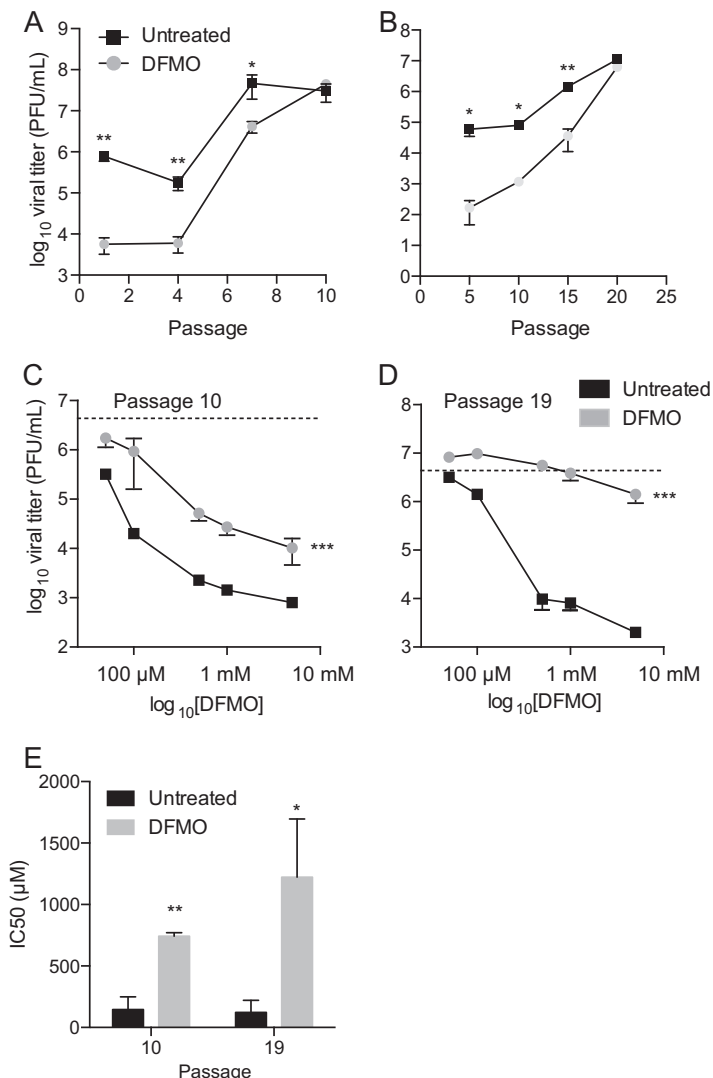 A
Untreated
DFMO
log10 viral titer (PFU/mL)
9
8
7
6
5
4
3
** ** *
0 2 4 6 8 10
Passage
B
8
7
6
5
4
3
2
1
0
* * **
0 5 10 15 20 25
Passage
C
Passage 10
log10 viral titer (PFU/mL)
7
6
5
4
3
2
***
100 µM 1 mM 10 mM
log10[DFMO]
D
Passage 19
Untreated
DFMO
8
7
6
5
4
3
***
100 µM 1 mM 10 mM
log10[DFMO]
E
Untreated
DFMO
IC50 (µM)
2000
1500
1000
500
0
** *
10 19
Passage